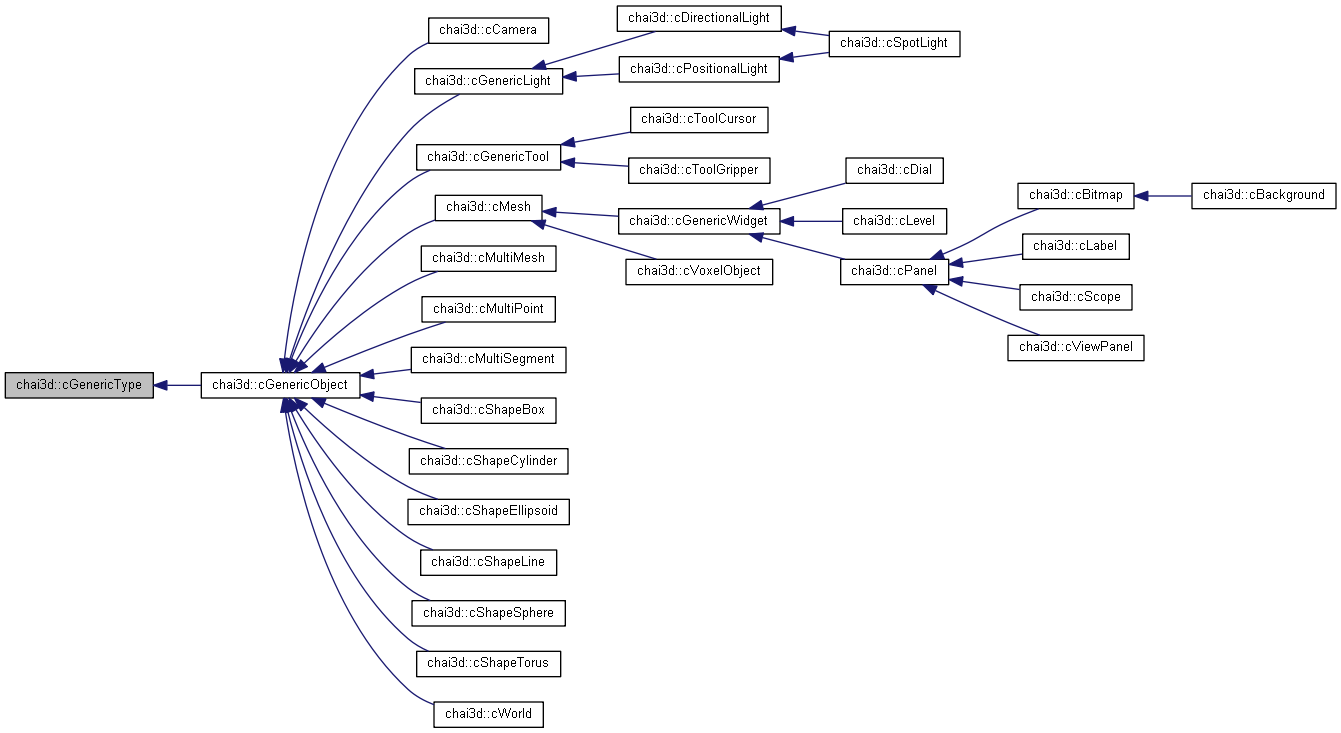 chai3d::cGenericType
chai3d::cGenericObject
chai3d::cCamera
chai3d::cGenericLight
chai3d::cDirectionalLight
chai3d::cPositionalLight
chai3d::cSpotLight
chai3d::cGenericTool
chai3d::cToolCursor
chai3d::cToolGripper
chai3d::cMesh
chai3d::cGenericWidget
chai3d::cVoxelObject
chai3d::cDial
chai3d::cLevel
chai3d::cPanel
chai3d::cBitmap
chai3d::cBackground
chai3d::cLabel
chai3d::cScope
chai3d::cViewPanel
chai3d::cMultiMesh
chai3d::cMultiPoint
chai3d::cMultiSegment
chai3d::cShapeBox
chai3d::cShapeCylinder
chai3d::cShapeEllipsoid
chai3d::cShapeLine
chai3d::cShapeSphere
chai3d::cShapeTorus
chai3d::cWorld